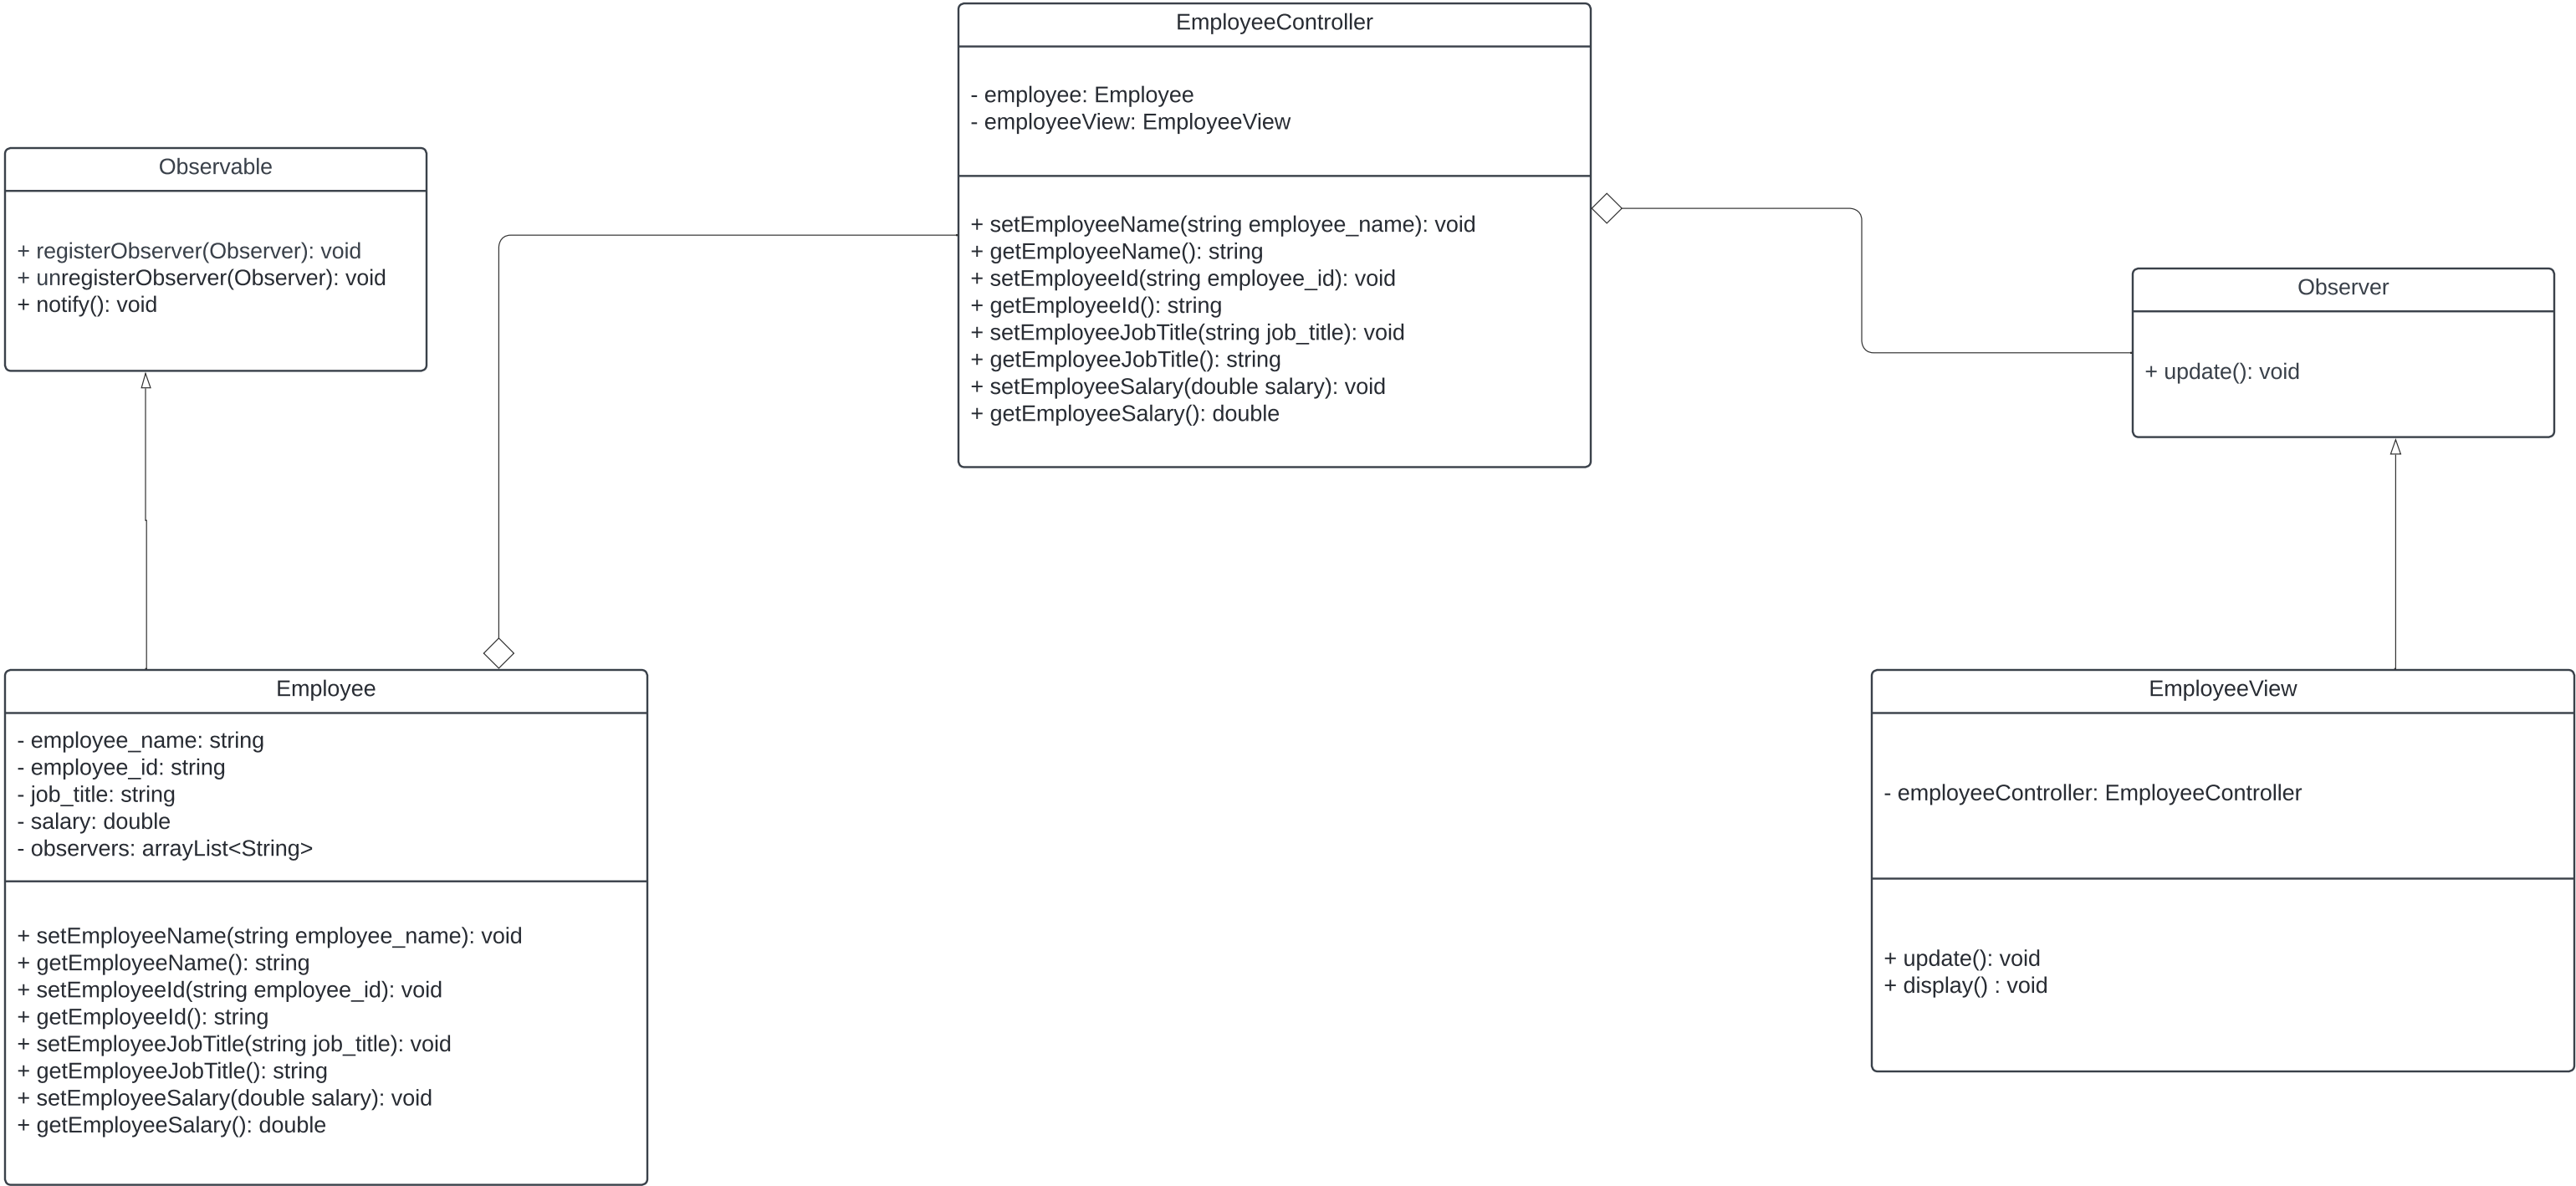 EmployeeController
- employee: Employee
- employeeView: EmployeeView
+ setEmployeeName(string employee_name): void
+ getEmployeeName(): string
+ setEmployeeId(string employee_id): void
+ getEmployeeId(): string
+ setEmployeeJobTitle(string job_title): void
+ getEmployeeJobTitle(): string
+ setEmployeeSalary(double salary): void
+ getEmployeeSalary(): double
Observable
+ registerObserver(Observer): void
+ unregisterObserver(Observer): void
+ notify(): void
Observer
+ update(): void
Employee
- employee_name: string
- employee_id: string
- job_title: string
- salary: double
- observers: arrayList<String>
+ setEmployeeName(string employee_name): void
+ getEmployeeName(): string
+ setEmployeeId(string employee_id): void
+ getEmployeeId(): string
+ setEmployeeJobTitle(string job_title): void
+ getEmployeeJobTitle(): string
+ setEmployeeSalary(double salary): void
+ getEmployeeSalary(): double
EmployeeView
- employeeController: EmployeeController
+ update(): void
+ display() : void